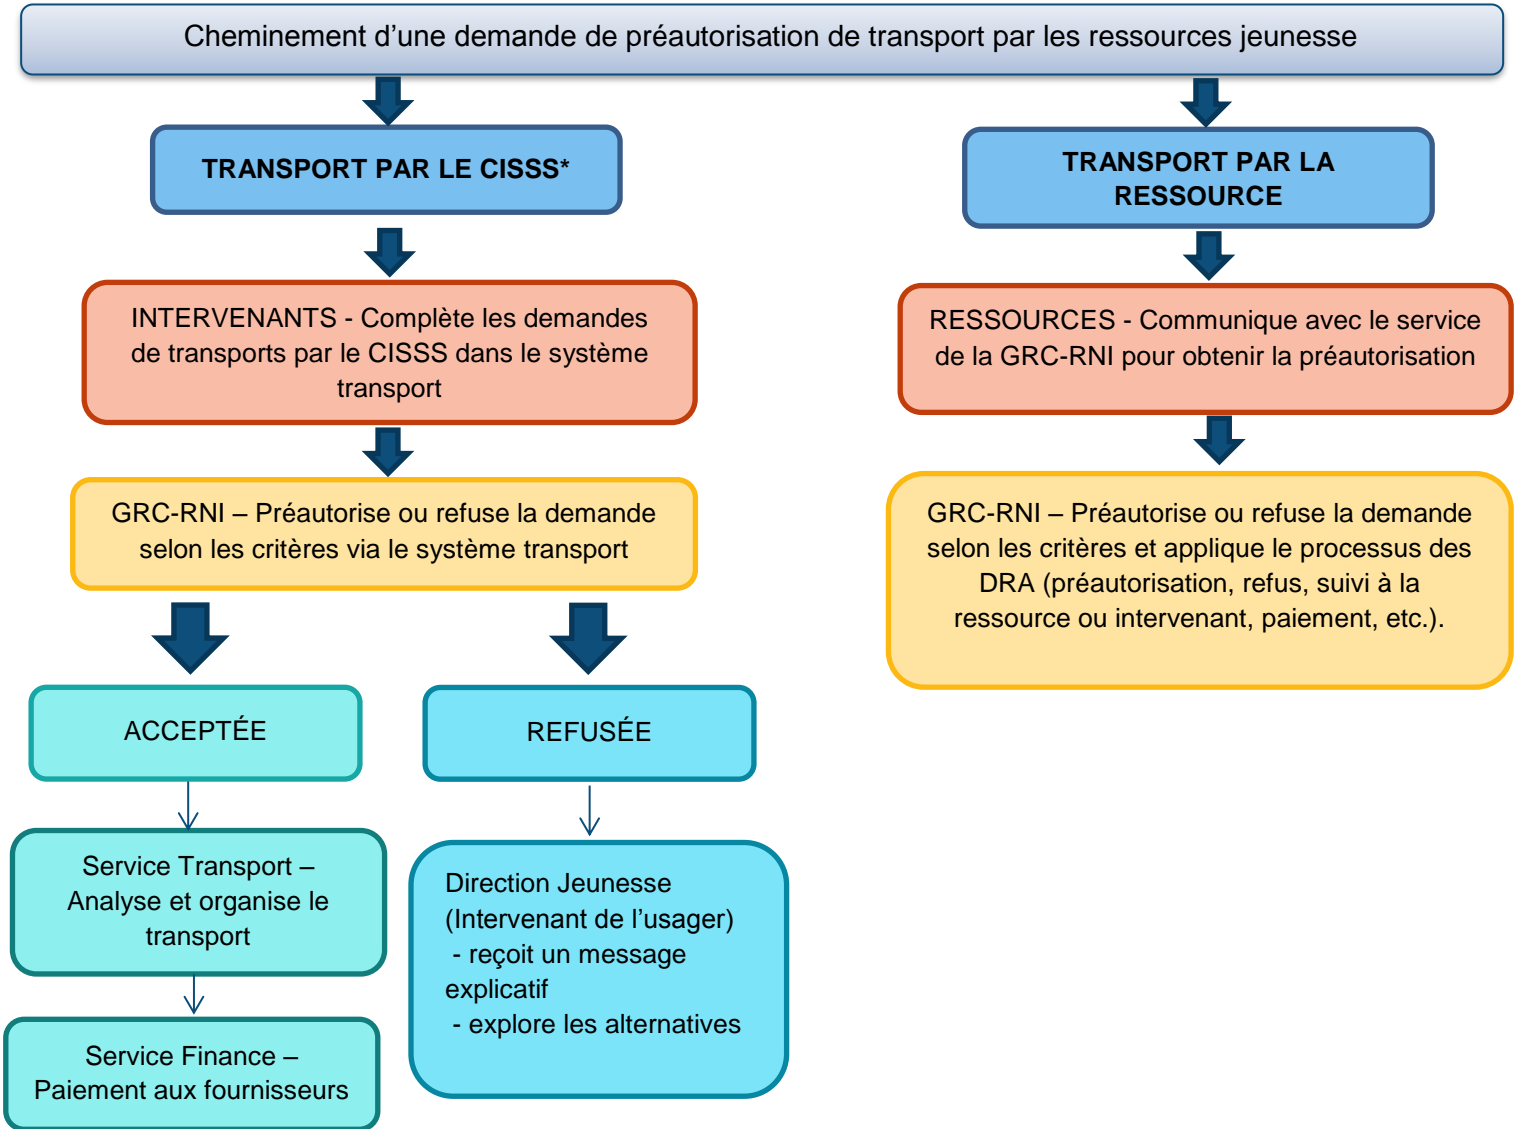 Cheminement d’une demande de préautorisation de transport par les ressources jeunesse
TRANSPORT PAR LE CISSS*
INTERVENANTS - Complète les demandes
de transports par le CISSS dans le système
transport
GRC-RNI – Préautorise ou refuse la demande
selon les critères via le système transport
ACCEPTÉE
Service Transport –
Analyse et organise le
transport
Service Finance –
Paiement aux fournisseurs
REFUSÉE
Direction Jeunesse
(Intervenant de l’usager)
- reçoit un message
explicatif
- explore les alternatives
TRANSPORT PAR LA
RESSOURCE
RESSOURCES - Communique avec le service
de la GRC-RNI pour obtenir la préautorisation
GRC-RNI – Préautorise ou refuse la demande
selon les critères et applique le processus des
DRA (préautorisation, refus, suivi à la
ressource ou intervenant, paiement, etc.).